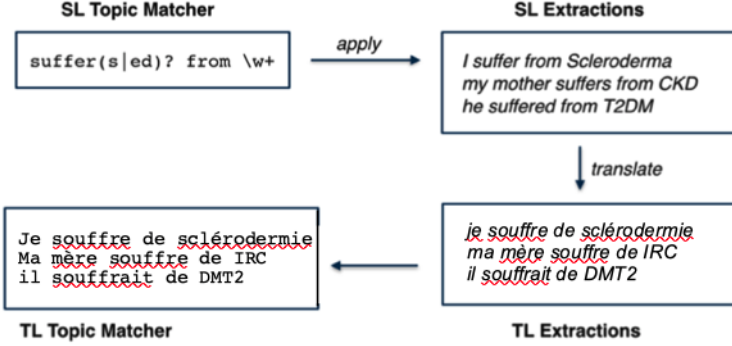 SL Topic Matcher
suffer(s|ed)? from \w+
apply
SL Extractions
I suffer from Scleroderma
my mother suffers from CKD
he suffered from T2DM
translate
je souffre de sclérodermie
ma mère souffre de IRC
il souffrait de DMT2
TL Extractions
Je souffre de sclérodermie
Ma mère souffre de IRC
il souffrait de DMT2
TL Topic Matcher